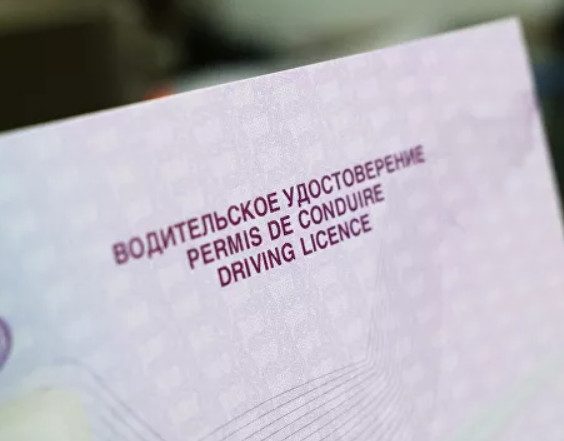 ВОДИТЕЛЬСКОЕ УДОСТОВЕРЕНИЕ
PERMIS DE CONDUIRE
DRIVING LICENCE